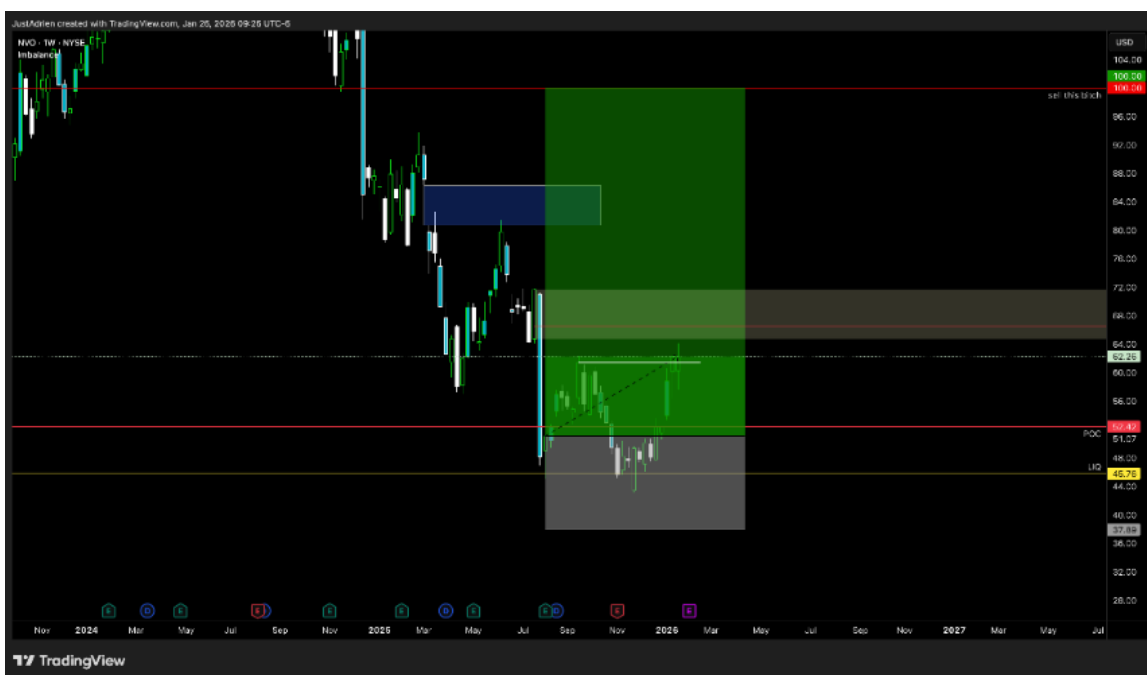 JustAdrien created with TradingView.com, Jan 26, 2026 09:26 UTC-6
NVO · 1W · NYSE
Imbalance
USD
104.00
100.00
100.00
sell this bitch
96.00
92.00
88.00
84.00
80.00
76.00
72.00
68.00
64.00
62.26
60.00
56.00
52.42
POC
51.07
48.00
LIQ
45.76
44.00
40.00
37.89
36.00
32.00
28.00
E D E E D E E D E E D E E
Nov 2024 Mar May Jul Sep Nov 2025 Mar May Jul Sep Nov 2026 Mar May Jul Sep Nov 2027 Mar May Jul
TradingView